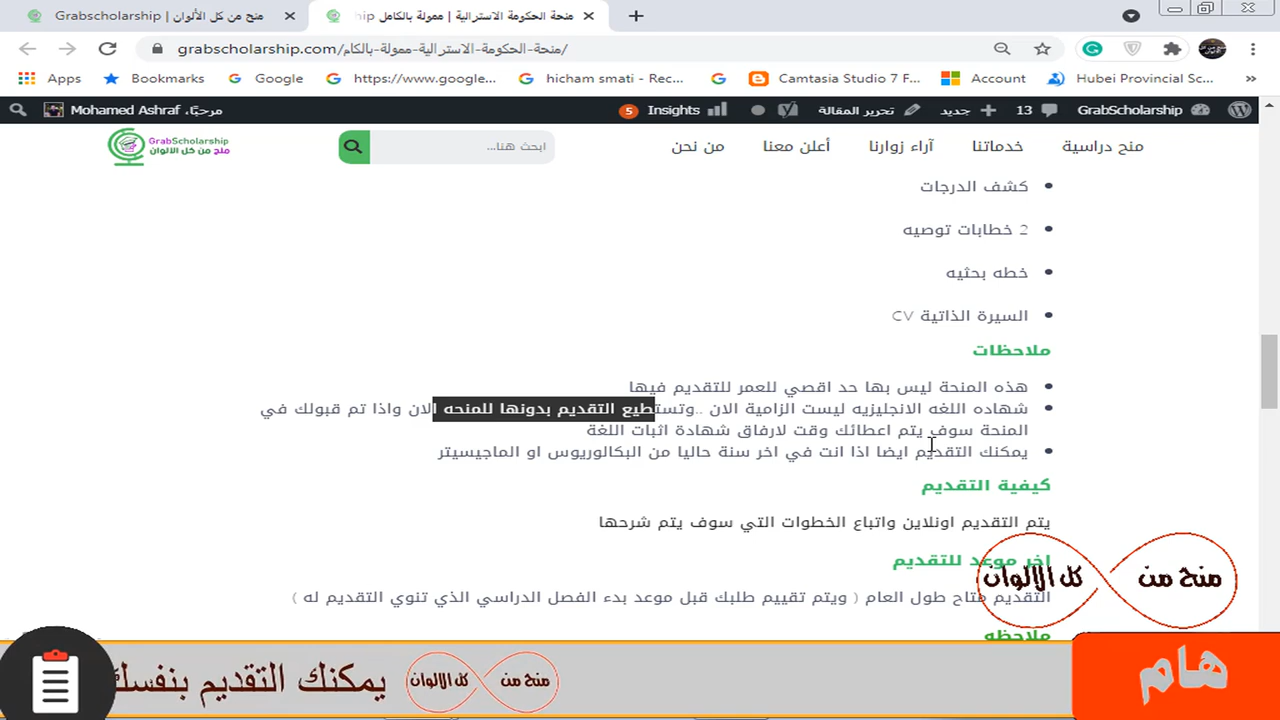 منح من كل الألوان | Grabscholarship
منحة الحكومة الاسترالية | ممولة بالكامل
grabscholarship.com/منحة-الحكومة-الاسترالية-ممولة-بالكام/
Apps
Bookmarks
Google
https://www.google...
hicham smati - Rec...
Camtasia Studio 7 F...
Account
Hubei Provincial Sc...
»
مرحبًا، Mohamed Ashraf
5 Insights
تحرير المقالة
جديد
13
GrabScholarship
GrabScholarship
منح من كل الالوان
ابحث هنا...
منح دراسية
خدماتنا
آراء زوارنا
أعلن معنا
من نحن
كشف الدرجات
2 خطابات توصيه
خطه بحثيه
السيرة الذاتية CV
ملاحظات
هذه المنحة ليس بها حد اقصي للعمر للتقديم فيها
شهاده اللغه الانجليزيه ليست الزامية الان ..وتستطيع التقديم بدونها للمنحه الان واذا تم قبولك في
المنحة سوف يتم اعطائك وقت لارفاق شهادة اثبات اللغة
يمكنك التقديم ايضا اذا انت في اخر سنة حاليا من البكالوريوس او الماجيسيتر
كيفية التقديم
يتم التقديم اونلاين واتباع الخطوات التي سوف يتم شرحها
اخر موعد للتقديم
التقديم متاح طول العام ( ويتم تقييم طلبك قبل موعد بدء الفصل الدراسي الذي تنوي التقديم له )
ملاحظه
منح من كل الالوان
هام
منح من كل الالوان
يمكنك التقديم بنفسك